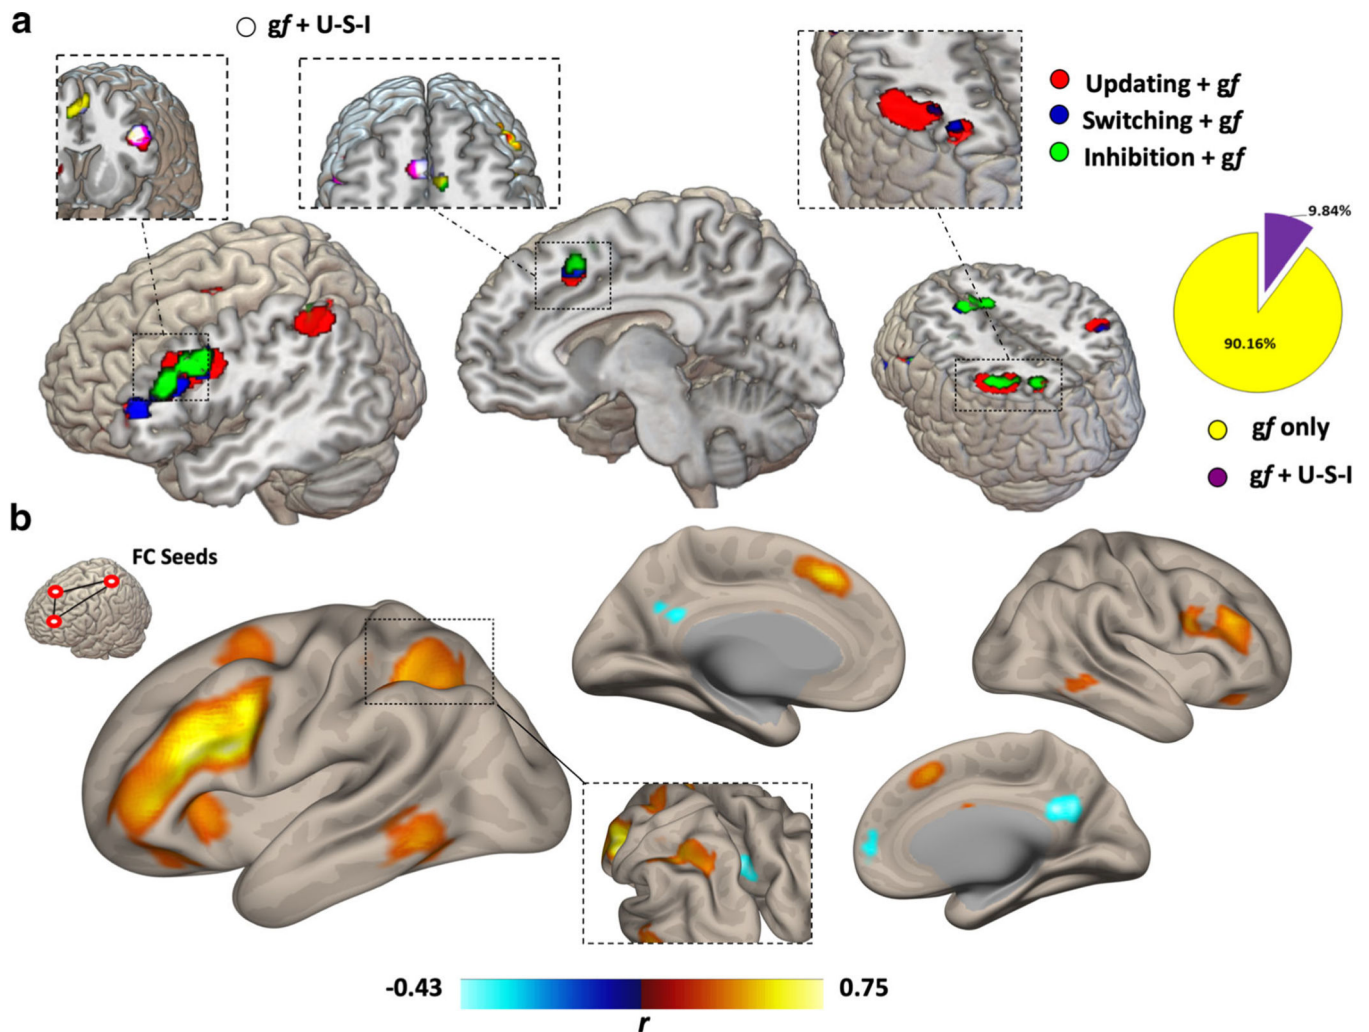 a
gf + U-S-I
Updating + gf
Switching + gf
Inhibition + gf
9.84%
90.16%
gf only
gf + U-S-I
b
FC Seeds
-0.43
0.75
r